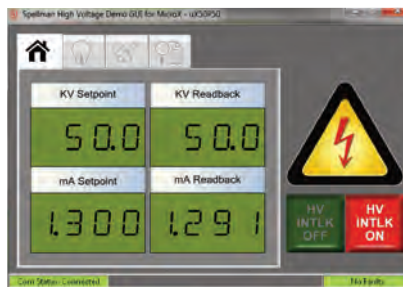 Spellman High Voltage Demo GUI for MicroX - uX50P50
KV Setpoint
KV Readback
50.0
50.0
mA Setpoint
mA Readback
1.300
1.291
HV INTLK OFF
HV INTLK ON
Com Status: Connected
No Faults